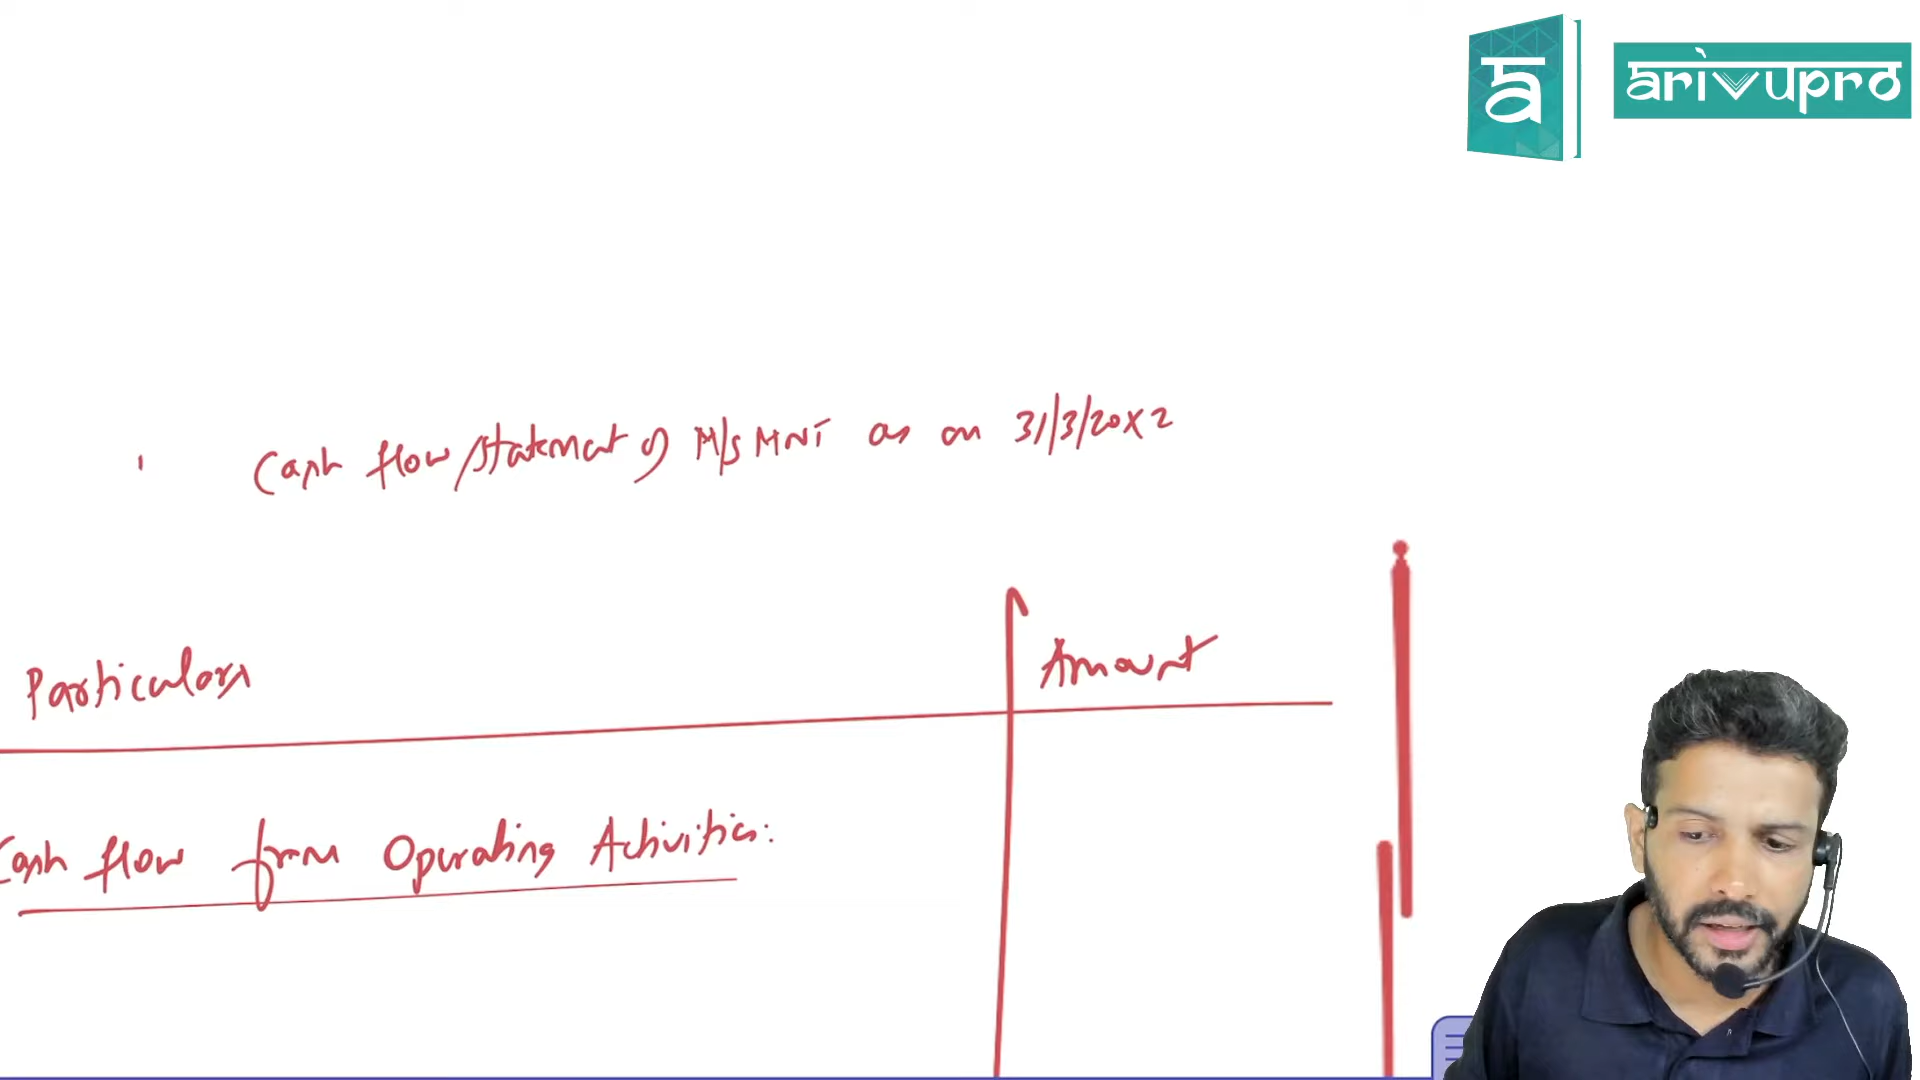 a arivupro
Cash flow statement of M/s MNT as on 31/3/20X2
Particulars
Amount
Cash flow from Operating Activities: